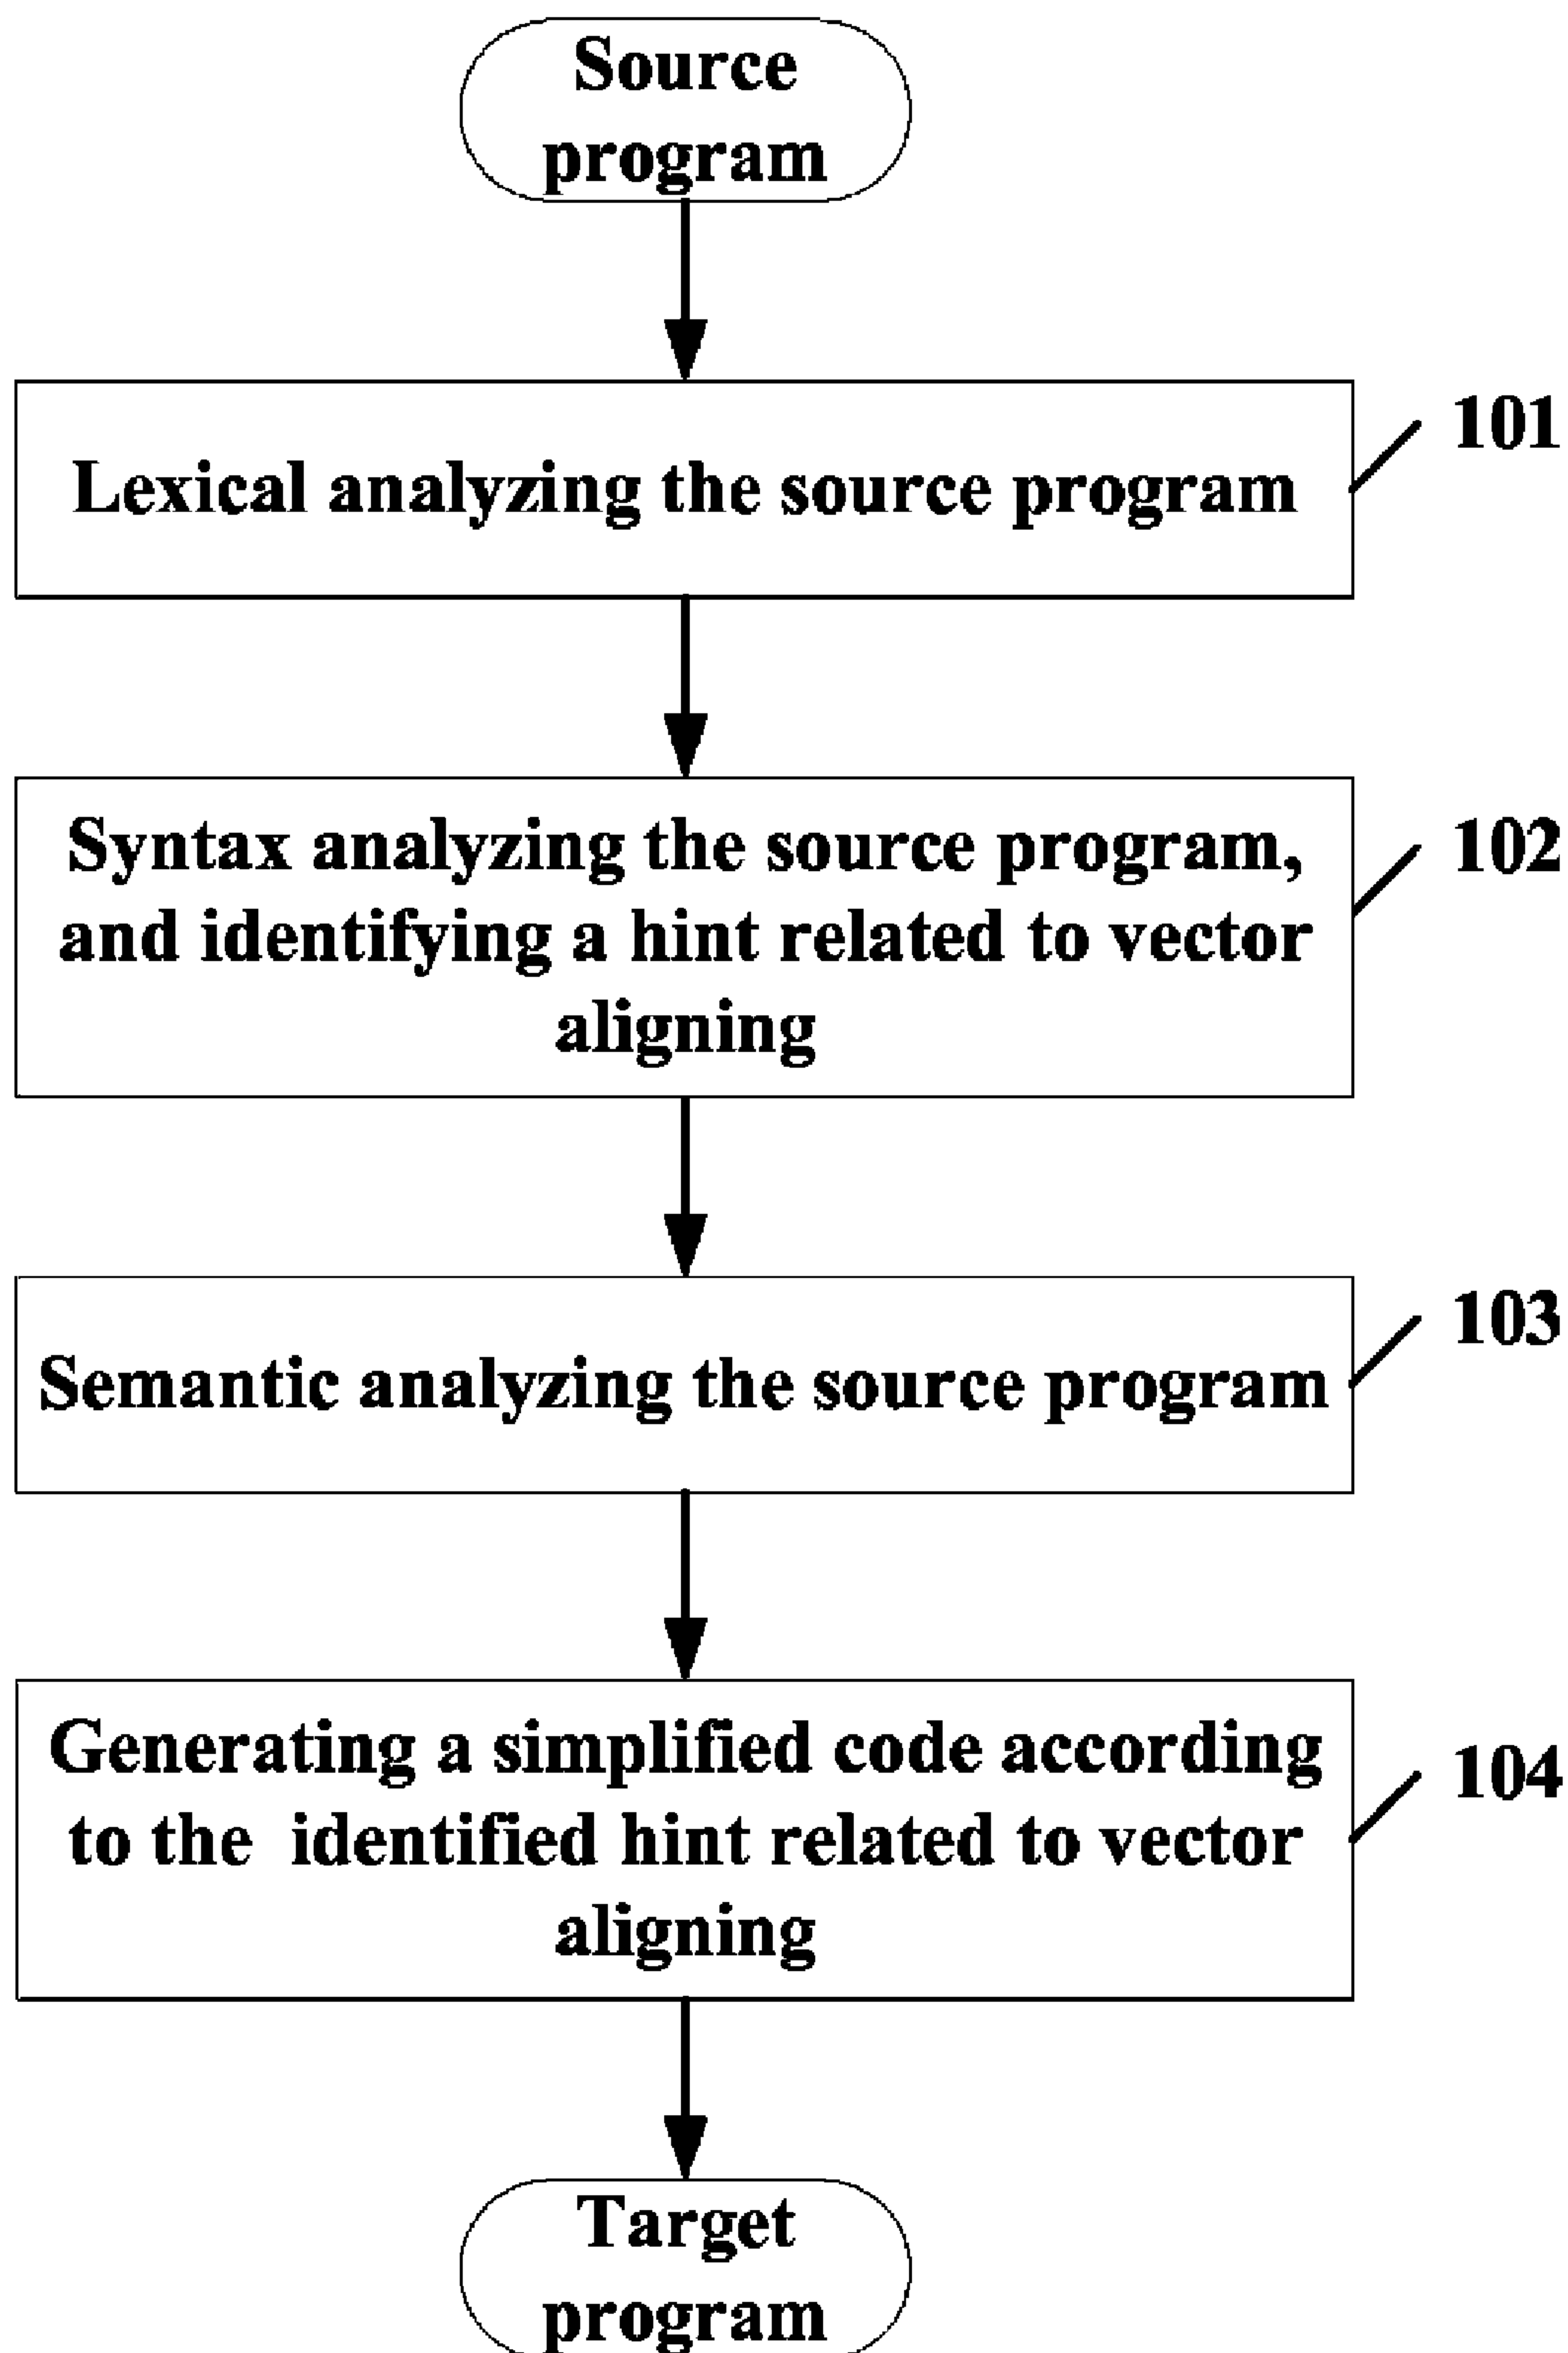 Source
program
101
Lexical analyzing the source program
102
Syntax analyzing the source program,
and identifying a hint related to vector
aligning
103
Semantic analyzing the source program
104
Generating a simplified code according
to the identified hint related to vector
aligning
Target
program